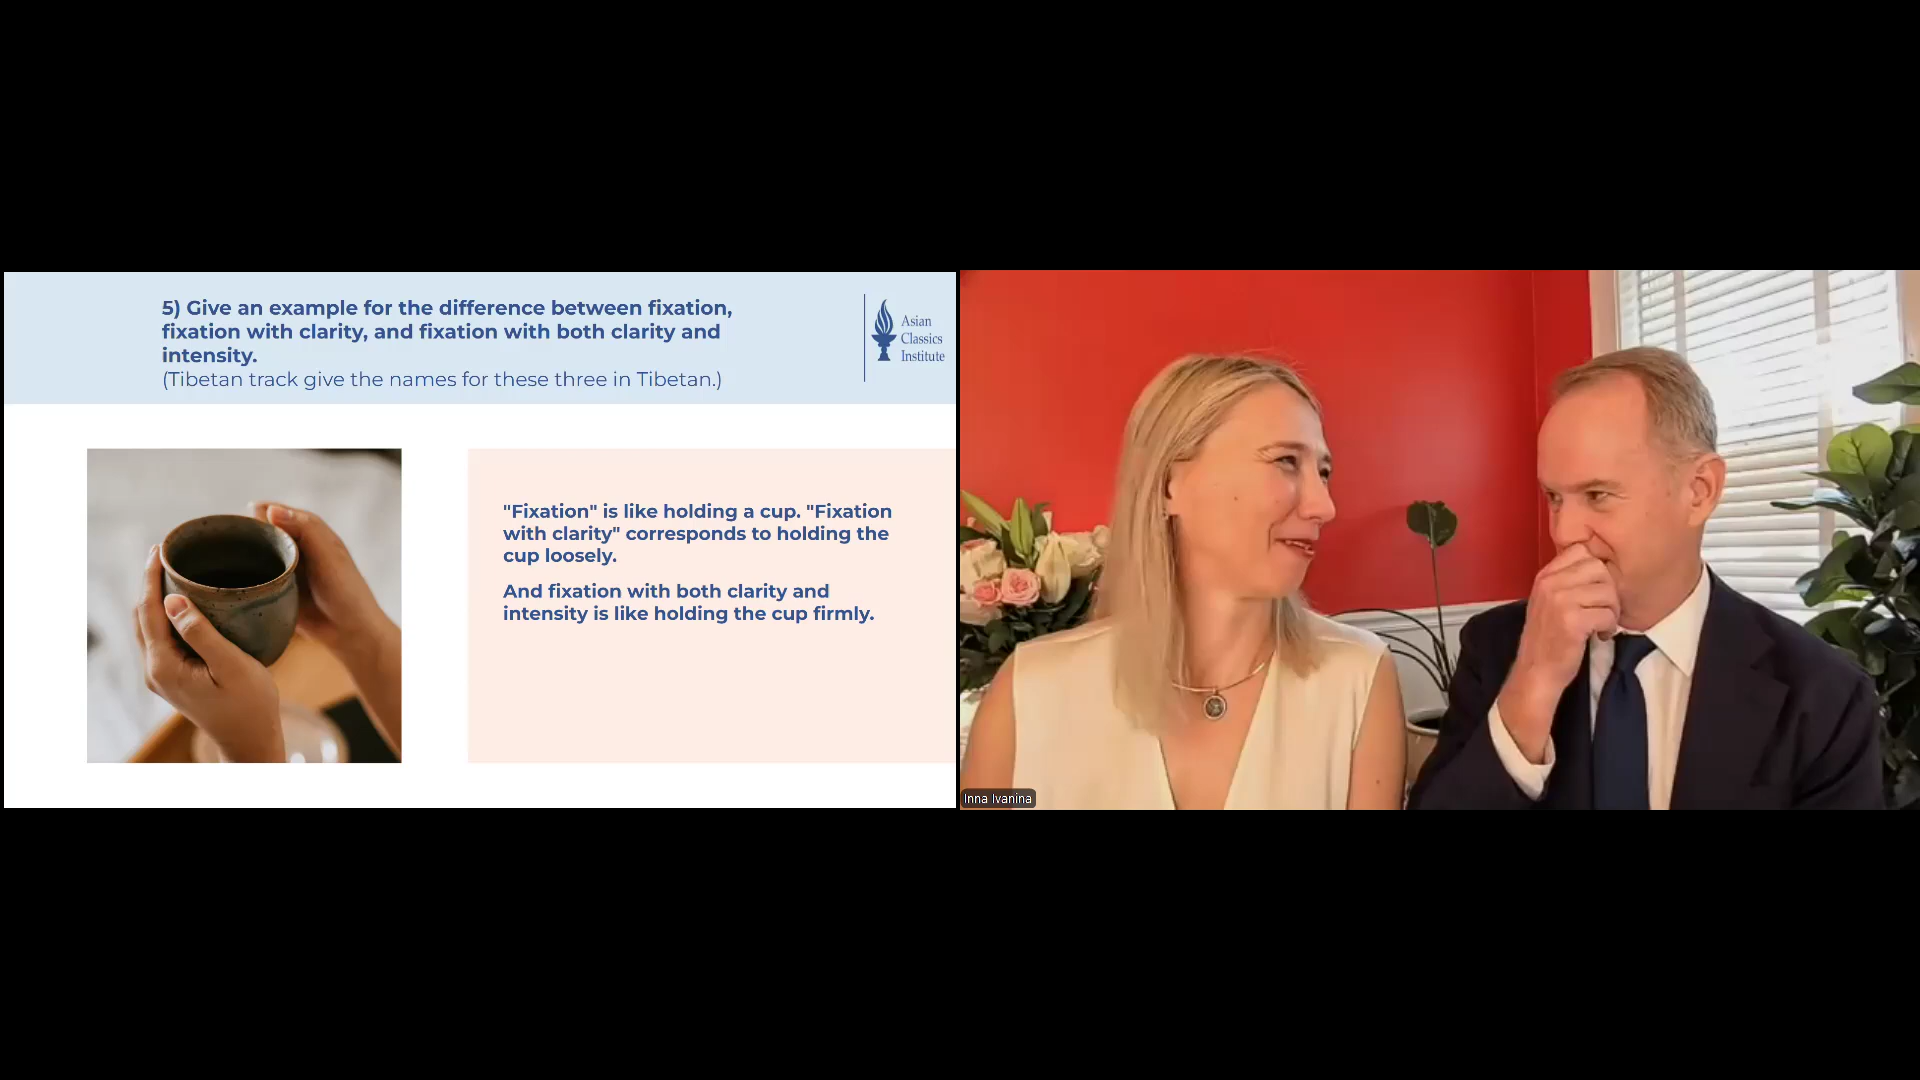 5) Give an example for the difference between fixation,
fixation with clarity, and fixation with both clarity and
intensity.
(Tibetan track give the names for these three in Tibetan.)
Asian
Classics
Institute
"Fixation" is like holding a cup. "Fixation
with clarity" corresponds to holding the
cup loosely.
And fixation with both clarity and
intensity is like holding the cup firmly.
Inna Ivanina